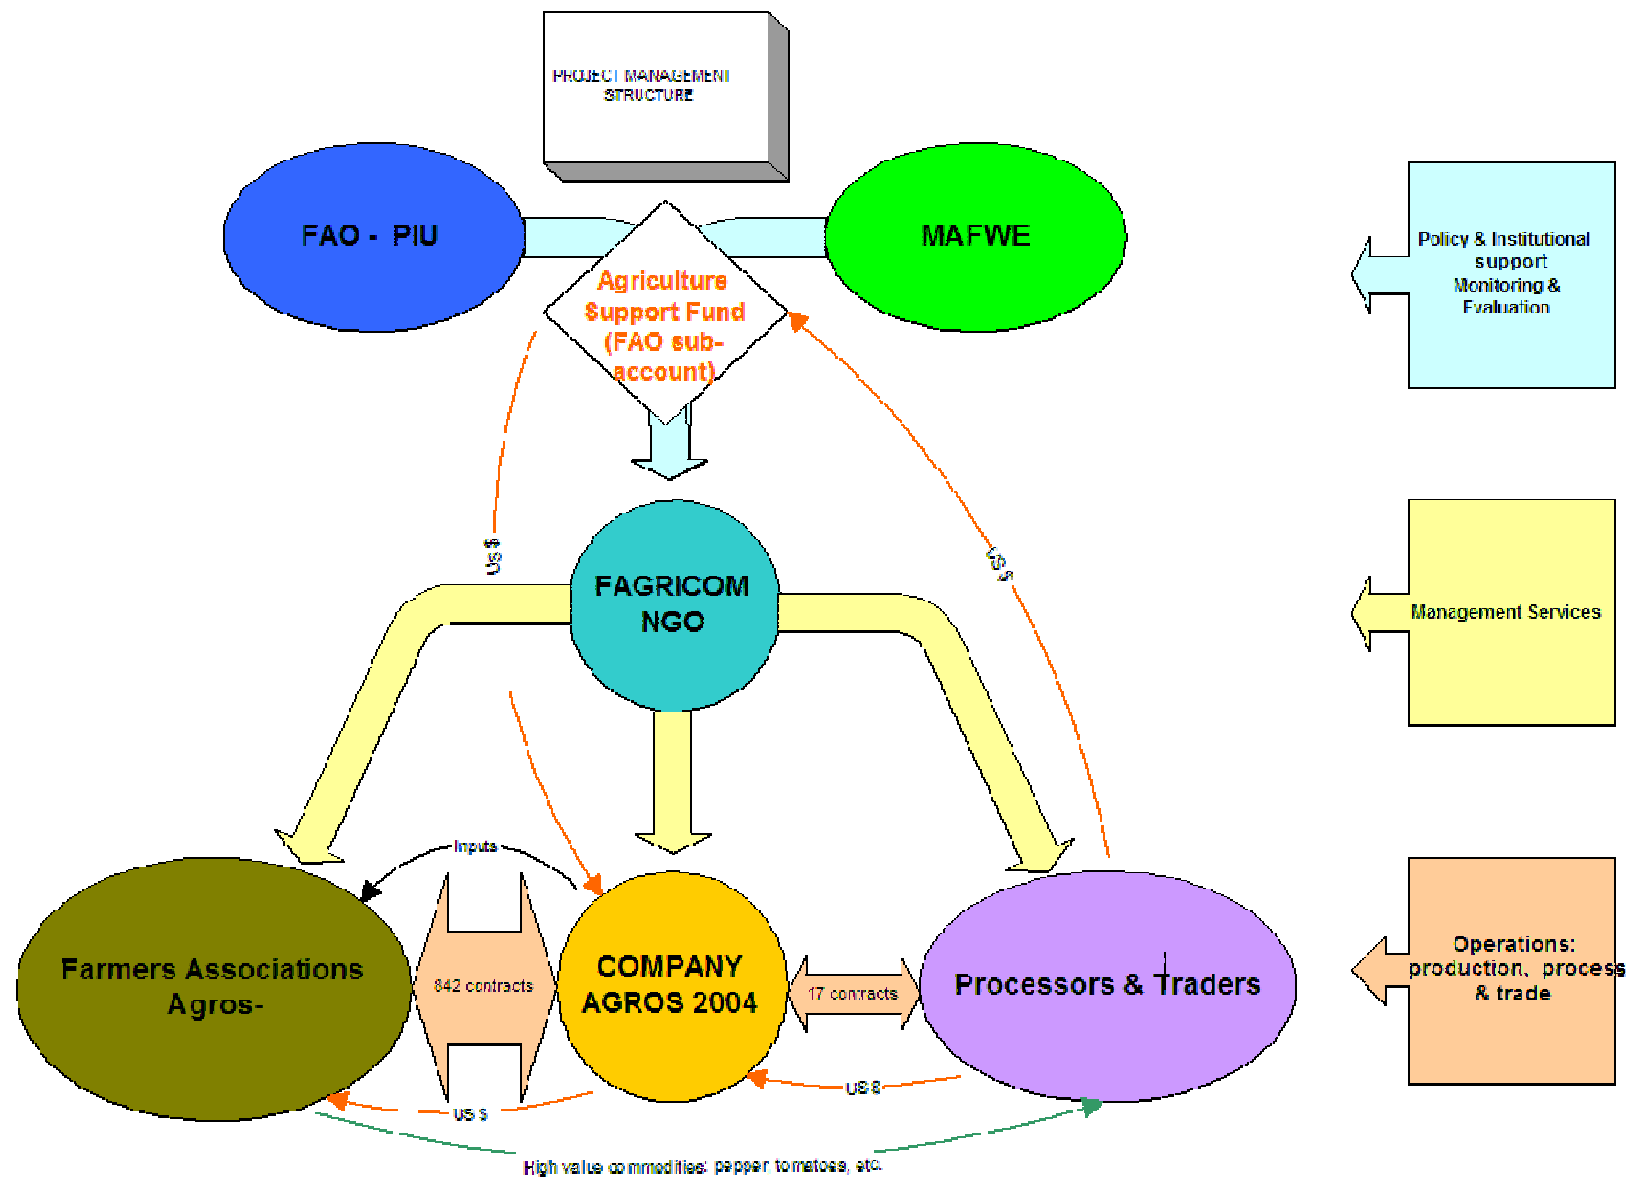 PROJECT MANAGEMENT
STRUCTURE
FAO - PIU
MAFWE
Agriculture
Support Fund
(FAO sub-
account)
Policy & Institutional
support
Monitoring &
Evaluation
US $
US $
FAGRICOM
NGO
Management Services
Inputs
Farmers Associations
Agros-
842 contracts
COMPANY
AGROS 2004
17 contracts
Processors & Traders
Operations:
production, process
& trade
US $
US $
High value commodities: pepper, tomatoes, etc.